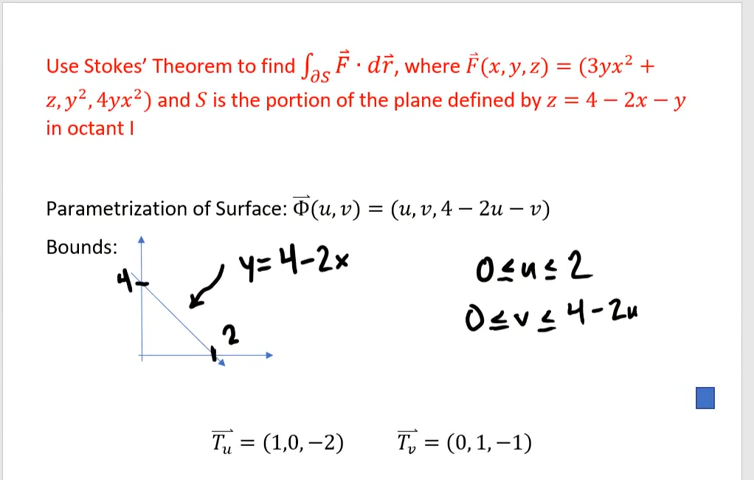 Use Stokes' Theorem to find ∫∂S F⃗ · dr⃗, where F⃗(x, y, z) = (3yx² +
z, y², 4yx²) and S is the portion of the plane defined by z = 4 − 2x − y
in octant I
Parametrization of Surface: Φ⃗(u, v) = (u, v, 4 − 2u − v)
Bounds:
y=4-2x
0≤u≤2
4
0≤v≤4-2u
2
T⃗ᵤ = (1,0, −2) T⃗ᵥ = (0, 1, −1)